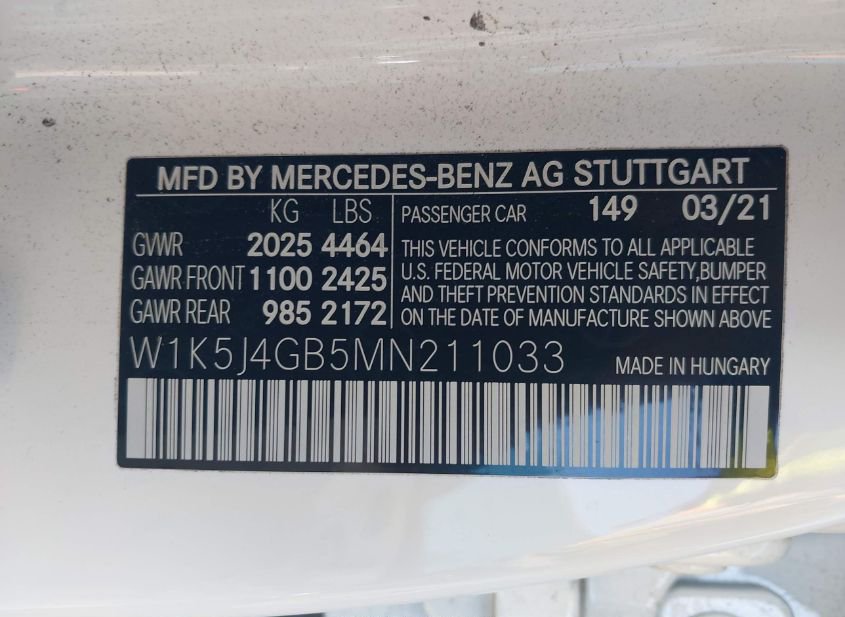 MFD BY MERCEDES-BENZ AG STUTTGART
KG LBS
GVWR 2025 4464
GAWR FRONT 1100 2425
GAWR REAR 985 2172
PASSENGER CAR 149 03/21
THIS VEHICLE CONFORMS TO ALL APPLICABLE
U.S. FEDERAL MOTOR VEHICLE SAFETY,BUMPER
AND THEFT PREVENTION STANDARDS IN EFFECT
ON THE DATE OF MANUFACTURE SHOWN ABOVE
W1K5J4GB5MN211033 MADE IN HUNGARY